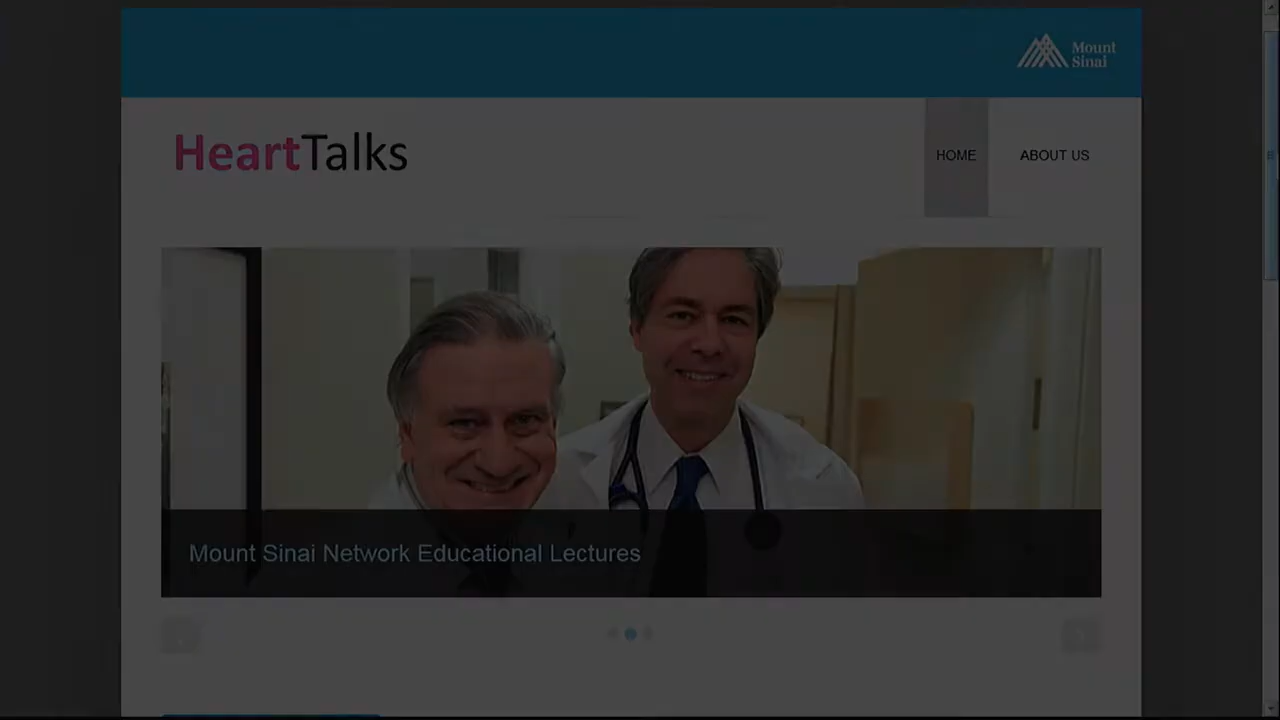 Mount
Sinai
HeartTalks
HOME
ABOUT US
Mount Sinai Network Educational Lectures